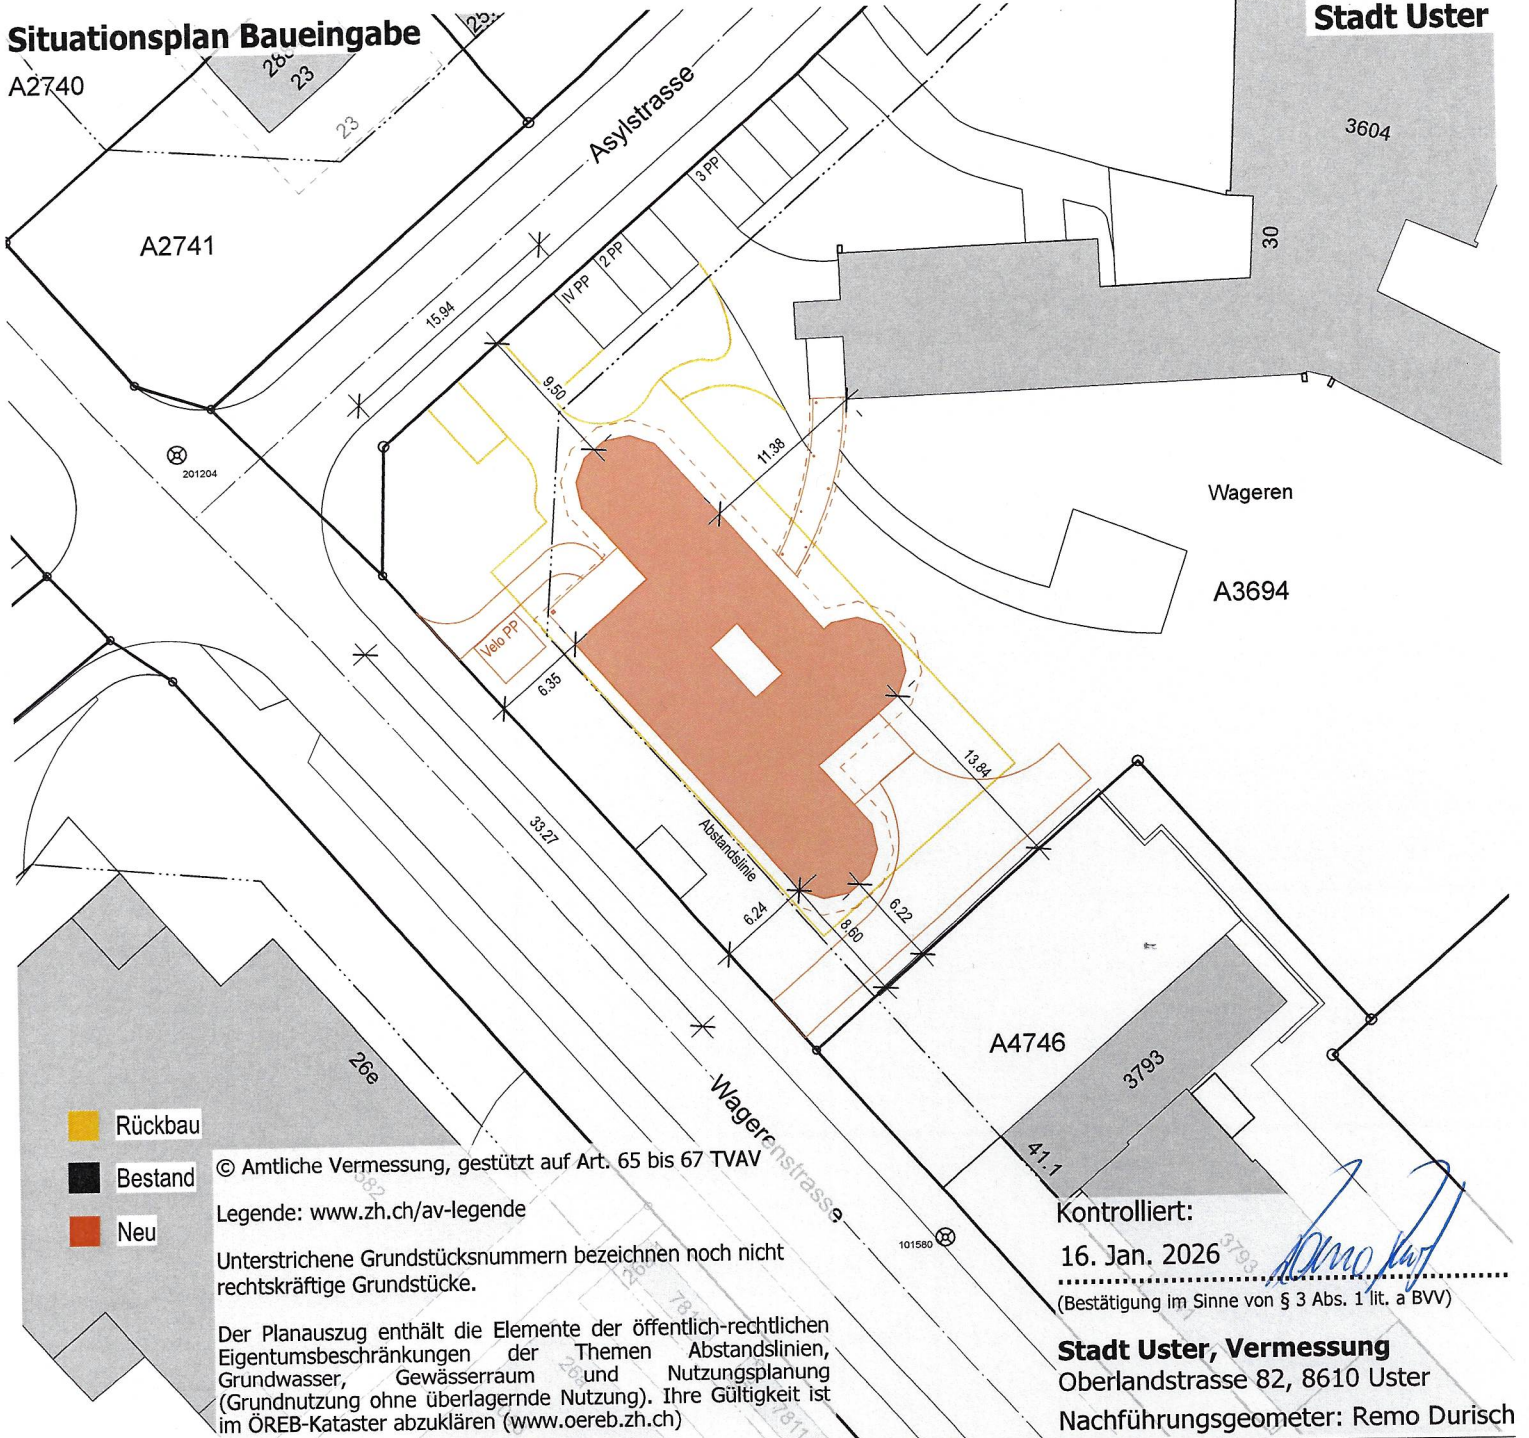 Situationsplan Baueingabe
Stadt Uster
A2740
23
23
A2741
Asylstrasse
3604
30
3 PP
2 PP
IV PP
15.94
9.50
11.38
201204
Wageren
A3694
Velo PP
6.35
13.84
33.27
Abstandslinie
6.24
8.60
6.22
A4746
3793
41.1
26e
Wagerenstrasse
101580
3793
7811
Rückbau
Bestand
Neu
© Amtliche Vermessung, gestützt auf Art. 65 bis 67 TVAV
Legende: www.zh.ch/av-legende
Unterstrichene Grundstücksnummern bezeichnen noch nicht
rechtskräftige Grundstücke.
Der Planauszug enthält die Elemente der öffentlich-rechtlichen
Eigentumsbeschränkungen der Themen Abstandslinien,
Grundwasser, Gewässerraum und Nutzungsplanung
(Grundnutzung ohne überlagernde Nutzung). Ihre Gültigkeit ist
im ÖREB-Kataster abzuklären (www.oereb.zh.ch)
Kontrolliert:
16. Jan. 2026
(Bestätigung im Sinne von § 3 Abs. 1 lit. a BVV)
Stadt Uster, Vermessung
Oberlandstrasse 82, 8610 Uster
Nachführungsgeometer: Remo Durisch